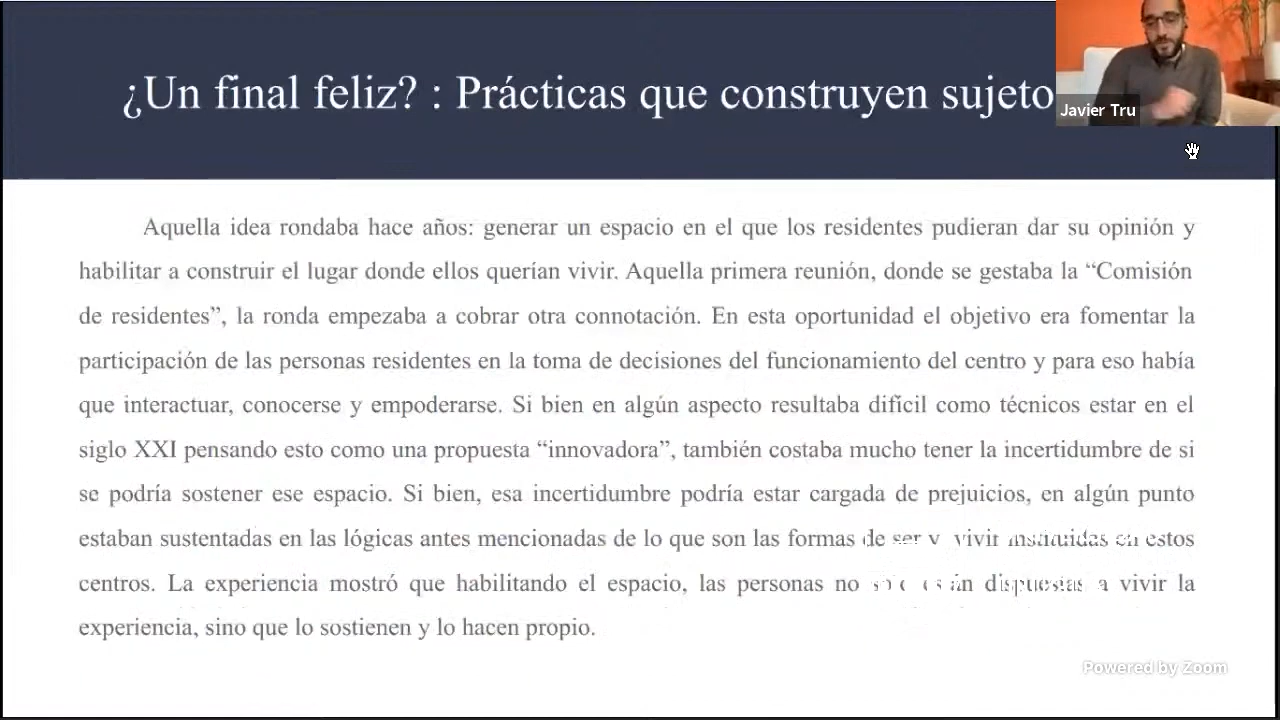 ¿Un final feliz? : Prácticas que construyen sujeto
Javier Tru
Aquella idea rondaba hace años: generar un espacio en el que los residentes pudieran dar su opinión y
habilitar a construir el lugar donde ellos querían vivir. Aquella primera reunión, donde se gestaba la “Comisión
de residentes”, la ronda empezaba a cobrar otra connotación. En esta oportunidad el objetivo era fomentar la
participación de las personas residentes en la toma de decisiones del funcionamiento del centro y para eso había
que interactuar, conocerse y empoderarse. Si bien en algún aspecto resultaba difícil como técnicos estar en el
siglo XXI pensando esto como una propuesta “innovadora”, también costaba mucho tener la incertidumbre de si
se podría sostener ese espacio. Si bien, esa incertidumbre podría estar cargada de prejuicios, en algún punto
estaban sustentadas en las lógicas antes mencionadas de lo que son las formas de ser y vivir en estos
centros. La experiencia mostró que habilitando el espacio, las personas no a vivir la
experiencia, sino que lo sostienen y lo hacen propio.
Powered by Zoom